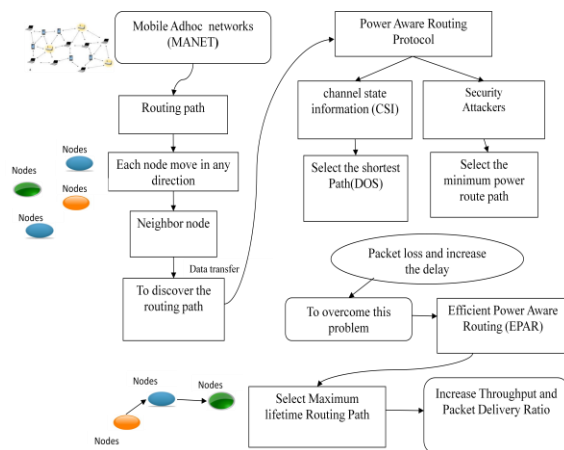 Mobile Adhoc networks
(MANET)
Routing path
Each node move in any
direction
Neighbor node
Data transfer
To discover the
routing path
Nodes
Nodes
Nodes
Nodes
Power Aware Routing
Protocol
channel state
information (CSI)
Security
Attackers
Select the shortest
Path(DOS)
Select the
minimum power
route path
Packet loss and increase
the delay
To overcome this
problem
Efficient Power Aware
Routing (EPAR)
Select Maximum
lifetime Routing Path
Increase Throughput and
Packet Delivery Ratio
Nodes
Nodes
Nodes